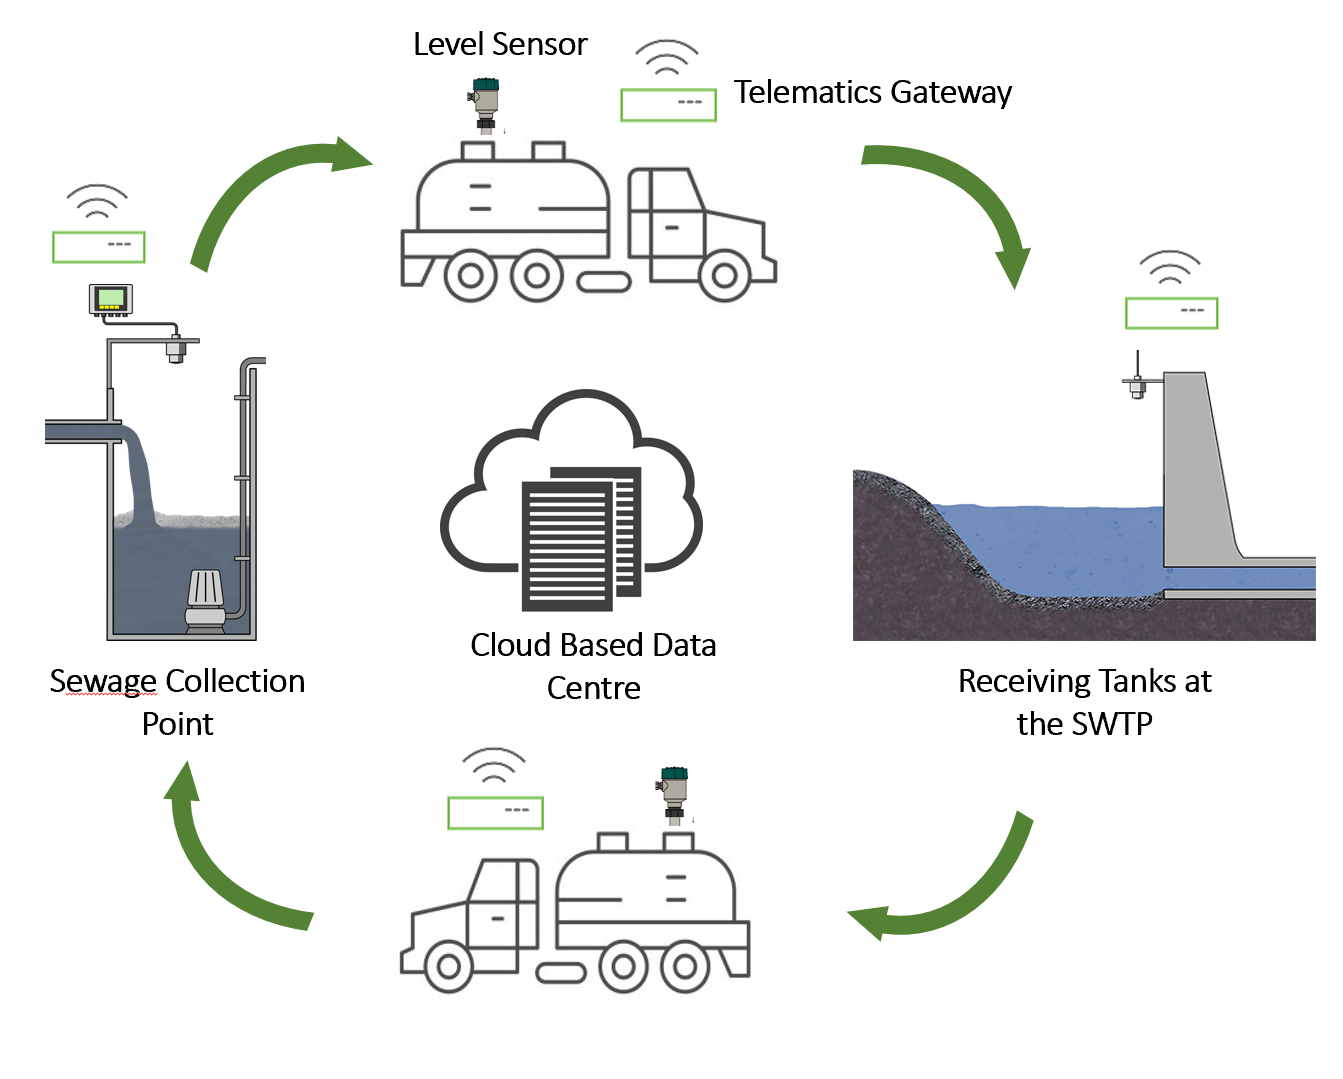 Level Sensor
Telematics Gateway
Cloud Based Data
Centre
Sewage Collection
Point
Receiving Tanks at
the SWTP